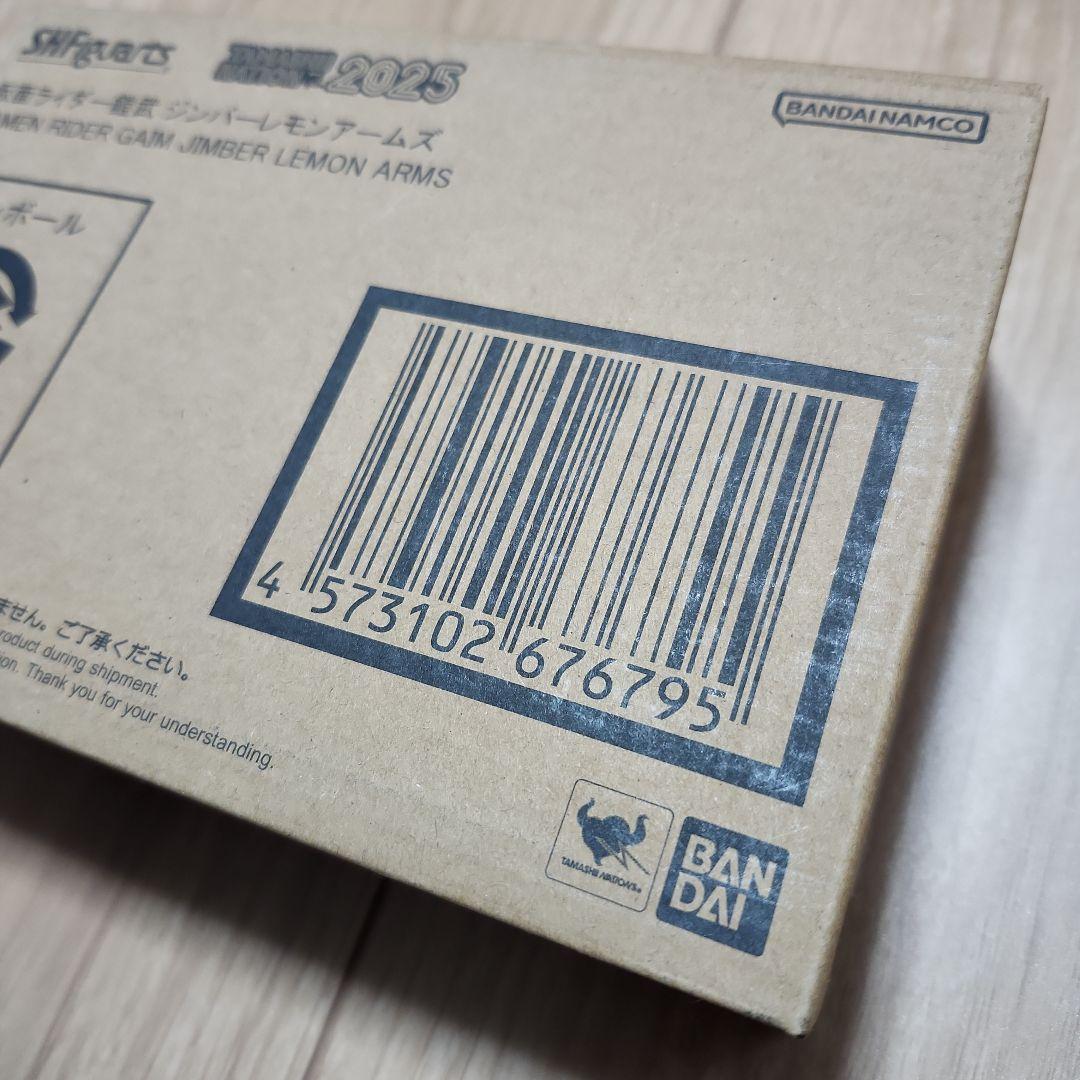 S.H.Figuarts TAMASHII NATION™ 2025
仮面ライダー鎧武 ジンバーレモンアームズ
MEN RIDER GAIM JIMBER LEMON ARMS
BANDAI NAMCO
ボール
4 573102 676795
ません。ご了承ください。
roduct during shipment.
tion. Thank you for your understanding.
TAMASHII NATIONS
BAN
DAI